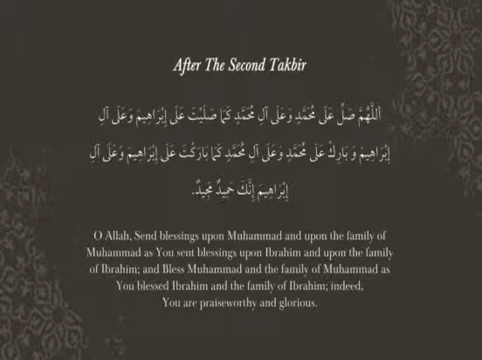 After The Second Takbir
اَللَّهُمَّ صَلِّ عَلَى مُحَمَّدٍ وَعَلَى آلِ مُحَمَّدٍ كَمَا صَلَيْتَ عَلَى إِبْرَاهِيمَ وَعَلَى آلِ
إِبْرَاهِيمَ وَ بَارِكْ عَلَى مُحَمَّدٍ وَعَلَى آلِ مُحَمَّدٍ كَمَا بَارَكْتَ عَلَى إِبْرَاهِيمَ وَعَلَى آلِ
إِبْرَاهِيمَ إِنَّكَ حَمِيدٌ مَجِيدٌ.
O Allah, Send blessings upon Muhammad and upon the family of
Muhammad as You sent blessings upon Ibrahim and upon the family
of Ibrahim; and Bless Muhammad and the family of Muhammad as
You blessed Ibrahim and the family of Ibrahim; indeed,
You are praiseworthy and glorious.